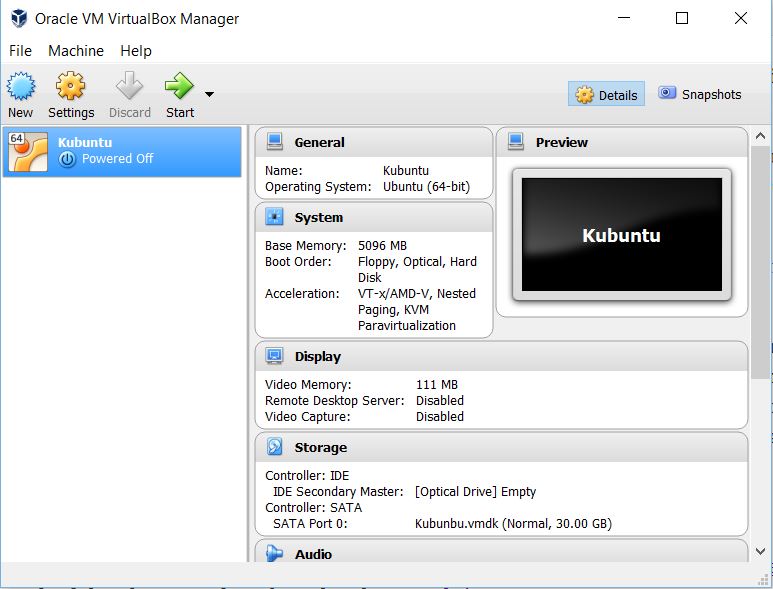 Oracle VM VirtualBox Manager
File Machine Help
New Settings Discard Start Details Snapshots
64
Kubuntu
Powered Off
General
Name: Kubuntu
Operating System: Ubuntu (64-bit)
System
Base Memory: 5096 MB
Boot Order: Floppy, Optical, Hard
Disk
Acceleration: VT-x/AMD-V, Nested
Paging, KVM
Paravirtualization
Preview
Kubuntu
Display
Video Memory: 111 MB
Remote Desktop Server: Disabled
Video Capture: Disabled
Storage
Controller: IDE
IDE Secondary Master: [Optical Drive] Empty
Controller: SATA
SATA Port 0: Kubunbu.vmdk (Normal, 30.00 GB)
Audio